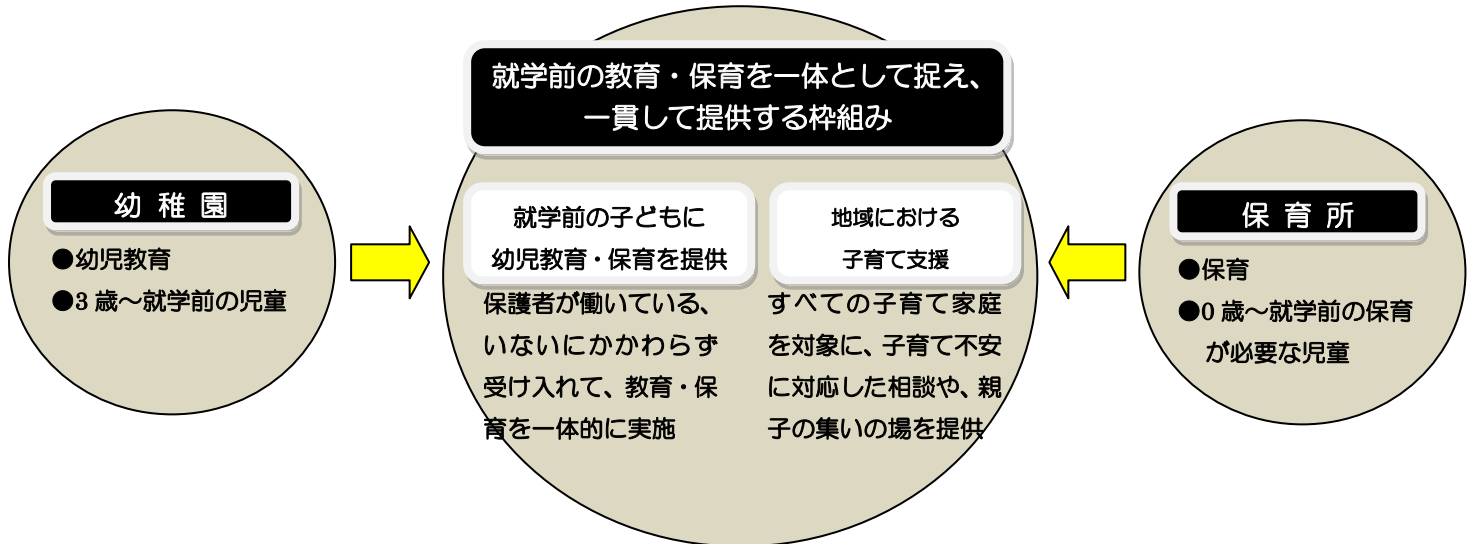 就学前の教育・保育を一体として捉え、
一貫して提供する枠組み
幼稚園
●幼児教育
●3歳～就学前の児童
就学前の子どもに
幼児教育・保育を提供
保護者が働いている、
いないにかかわらず
受け入れて、教育・保
育を一体的に実施
地域における
子育て支援
すべての子育て家庭
を対象に、子育て不安
に対応した相談や、親
子の集いの場を提供
保育所
●保育
●0歳～就学前の保育
が必要な児童